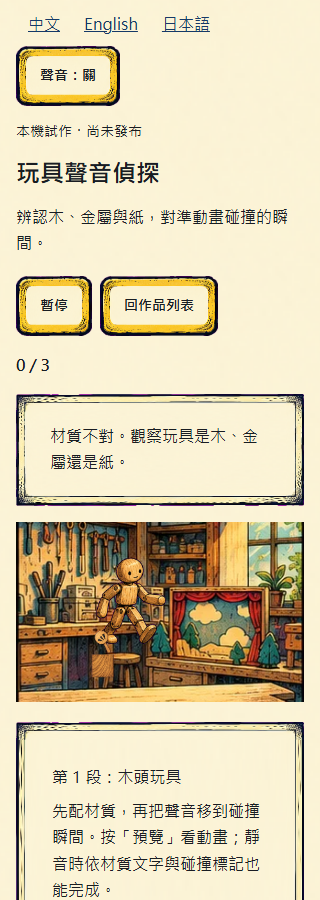 中文 English 日本語
聲音：關
本機試作・尚未發布
玩具聲音偵探
辨認木、金屬與紙，對準動畫碰撞的瞬
間。
暫停 回作品列表
0 / 3
材質不對。觀察玩具是木、金
屬還是紙。
第 1 段：木頭玩具
先配材質，再把聲音移到碰撞
瞬間。按「預覽」看動畫；靜
音時依材質文字與碰撞標記也
能完成。